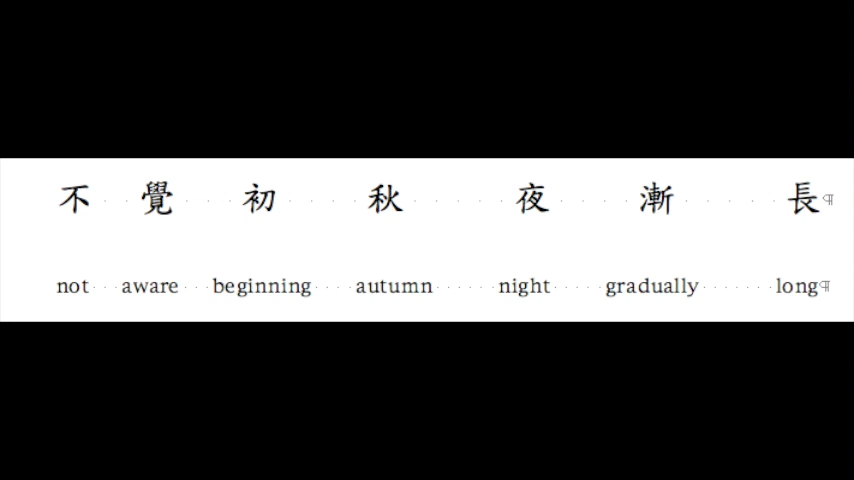 不 覺 初 秋 夜 漸 長
not aware beginning autumn night gradually long